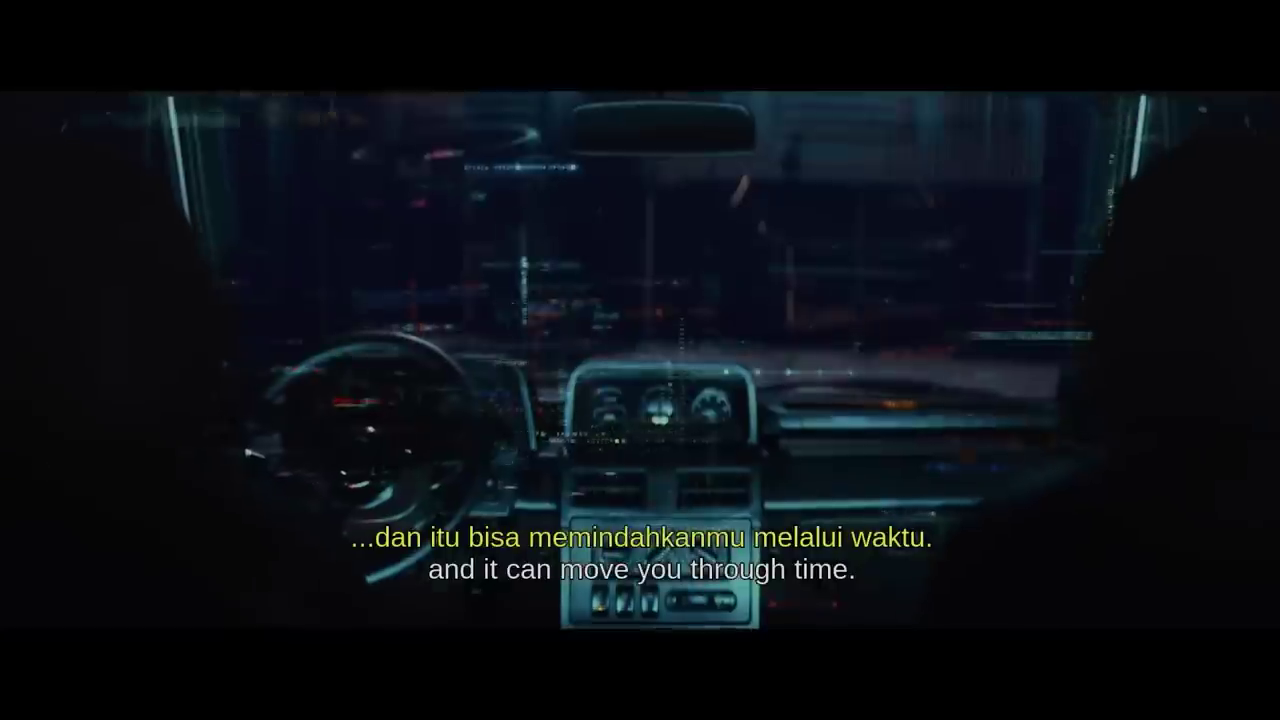 ...dan itu bisa memindahkanmu melalui waktu.
and it can move you through time.